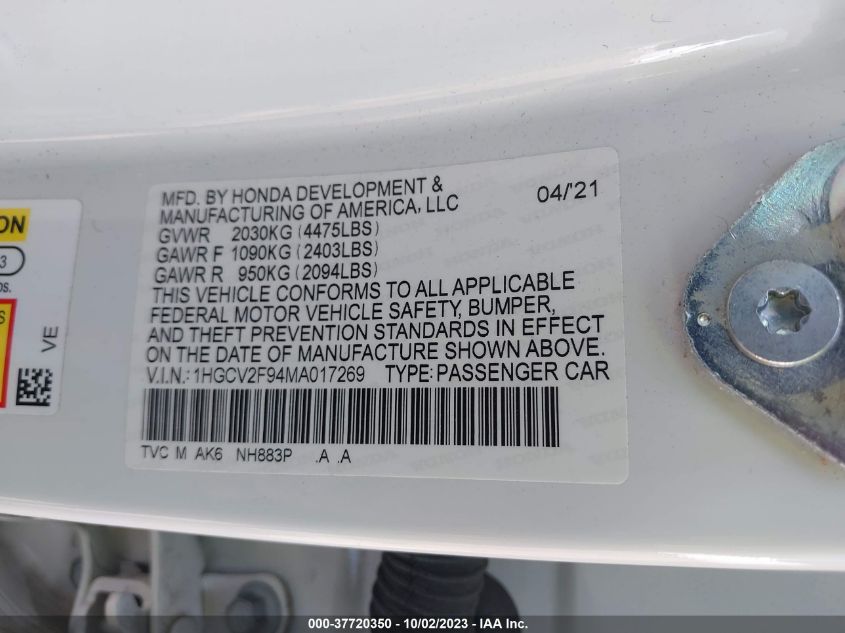 MFD. BY HONDA DEVELOPMENT & 04/'21
MANUFACTURING OF AMERICA, LLC
GVWR 2030KG (4475LBS)
GAWR F 1090KG (2403LBS)
GAWR R 950KG (2094LBS)
THIS VEHICLE CONFORMS TO ALL APPLICABLE
FEDERAL MOTOR VEHICLE SAFETY, BUMPER,
AND THEFT PREVENTION STANDARDS IN EFFECT
ON THE DATE OF MANUFACTURE SHOWN ABOVE.
V.I.N.: 1HGCV2F94MA017269 TYPE: PASSENGER CAR
TVC M AK6 NH883P .A .A
ON
3
os.
S
VE
000-37720350 - 10/02/2023 - IAA Inc.